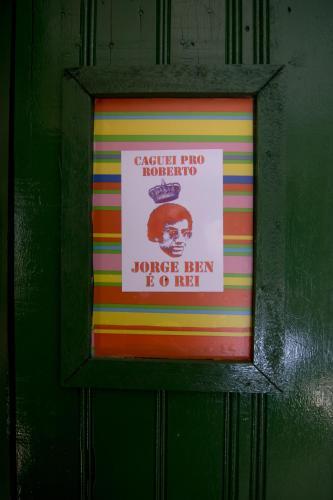 CAGUEI PRO
ROBERTO
JORGE BEN
É O REI